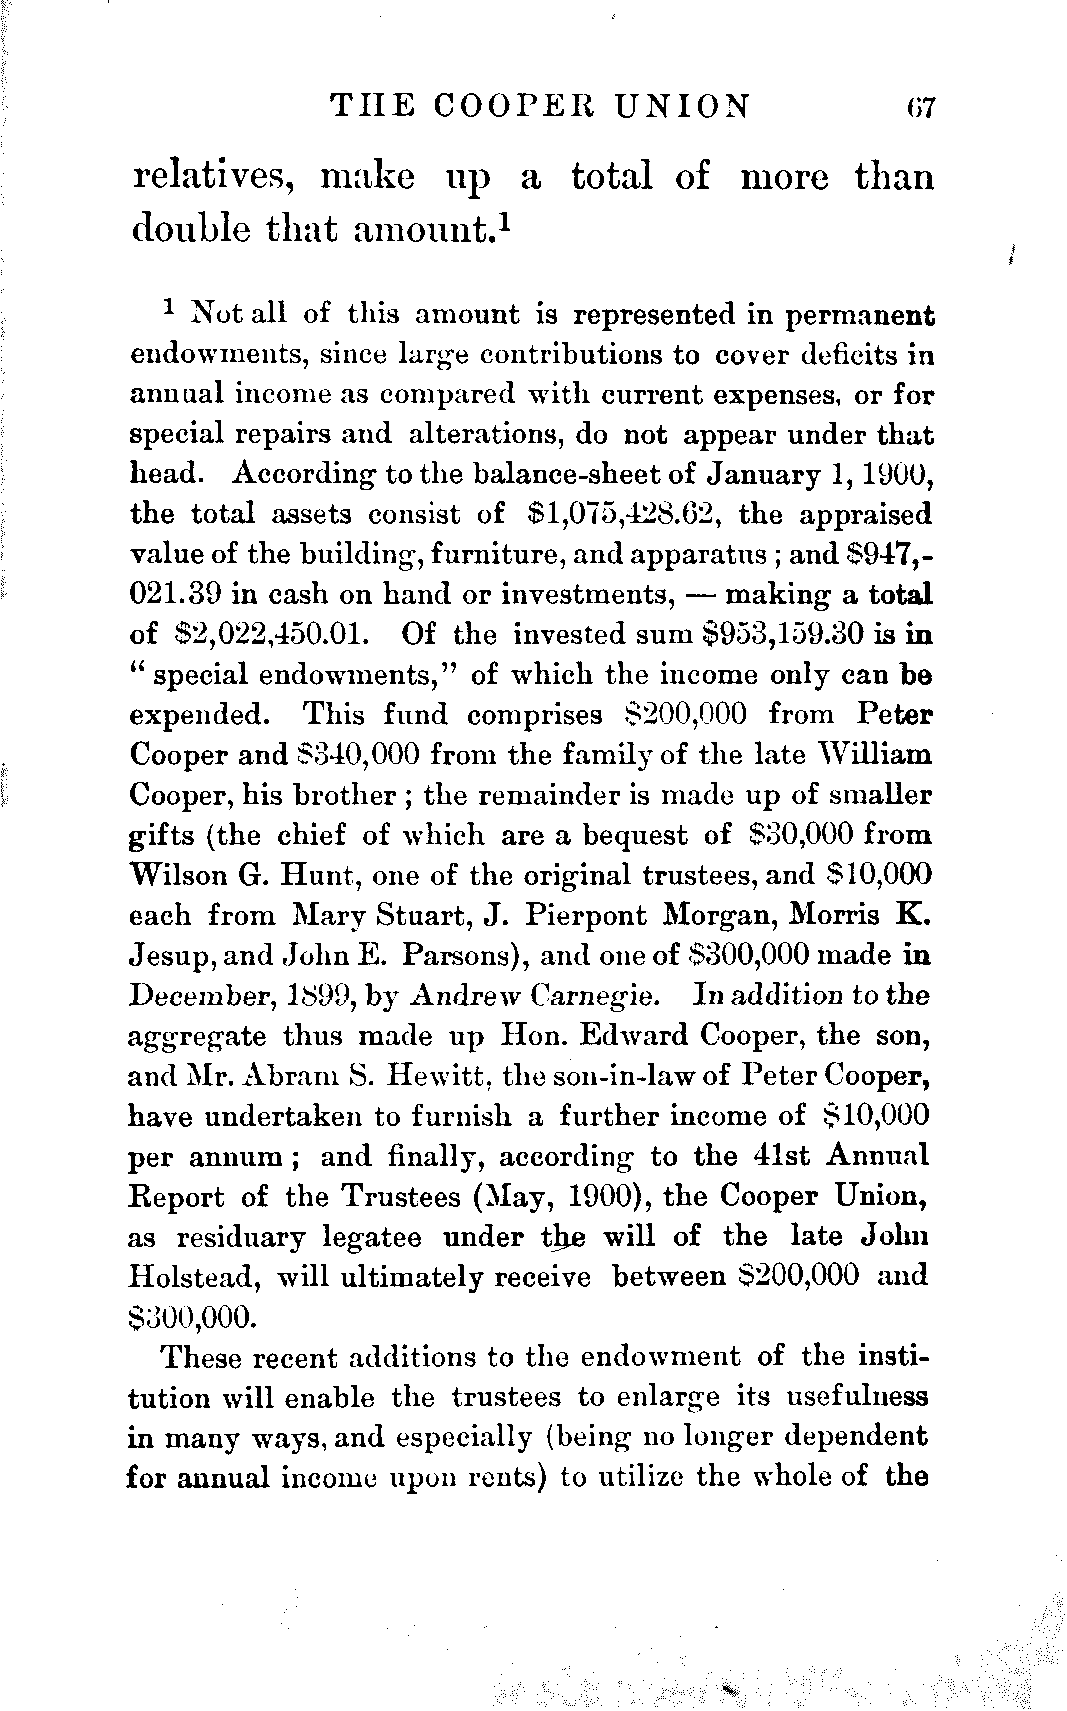 THE COOPER UNION 67
relatives, make up a total of more than
double that amount.¹
¹ Not all of this amount is represented in permanent
endowments, since large contributions to cover deficits in
annual income as compared with current expenses, or for
special repairs and alterations, do not appear under that
head. According to the balance-sheet of January 1, 1900,
the total assets consist of $1,075,428.62, the appraised
value of the building, furniture, and apparatus ; and $947,-
021.39 in cash on hand or investments, — making a total
of $2,022,450.01. Of the invested sum $953,159.30 is in
“ special endowments,” of which the income only can be
expended. This fund comprises $200,000 from Peter
Cooper and $340,000 from the family of the late William
Cooper, his brother ; the remainder is made up of smaller
gifts (the chief of which are a bequest of $30,000 from
Wilson G. Hunt, one of the original trustees, and $10,000
each from Mary Stuart, J. Pierpont Morgan, Morris K.
Jesup, and John E. Parsons), and one of $300,000 made in
December, 1899, by Andrew Carnegie. In addition to the
aggregate thus made up Hon. Edward Cooper, the son,
and Mr. Abram S. Hewitt, the son-in-law of Peter Cooper,
have undertaken to furnish a further income of $10,000
per annum ; and finally, according to the 41st Annual
Report of the Trustees (May, 1900), the Cooper Union,
as residuary legatee under the will of the late John
Holstead, will ultimately receive between $200,000 and
$300,000.
These recent additions to the endowment of the insti-
tution will enable the trustees to enlarge its usefulness
in many ways, and especially (being no longer dependent
for annual income upon rents) to utilize the whole of the